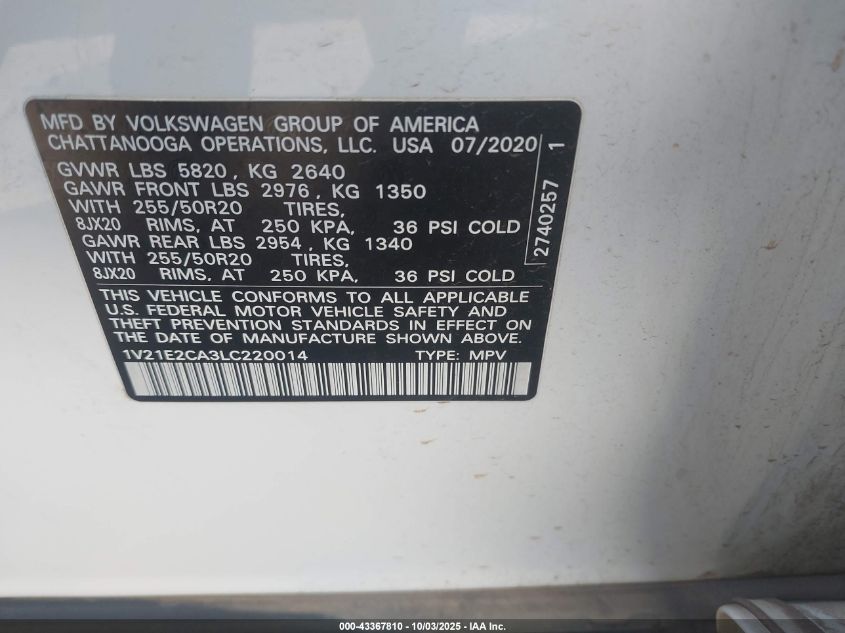 MFD BY VOLKSWAGEN GROUP OF AMERICA
CHATTANOOGA OPERATIONS, LLC. USA 07/2020
GVWR LBS 5820, KG 2640
GAWR FRONT LBS 2976, KG 1350
WITH 255/50R20 TIRES,
8JX20 RIMS, AT 250 KPA, 36 PSI COLD
GAWR REAR LBS 2954, KG 1340
WITH 255/50R20 TIRES,
8JX20 RIMS, AT 250 KPA, 36 PSI COLD
2740257 1
THIS VEHICLE CONFORMS TO ALL APPLICABLE
U.S. FEDERAL MOTOR VEHICLE SAFETY AND
THEFT PREVENTION STANDARDS IN EFFECT ON
THE DATE OF MANUFACTURE SHOWN ABOVE.
1V21E2CA3LC220014 TYPE: MPV
000-43367810 - 10/03/2025 - IAA Inc.